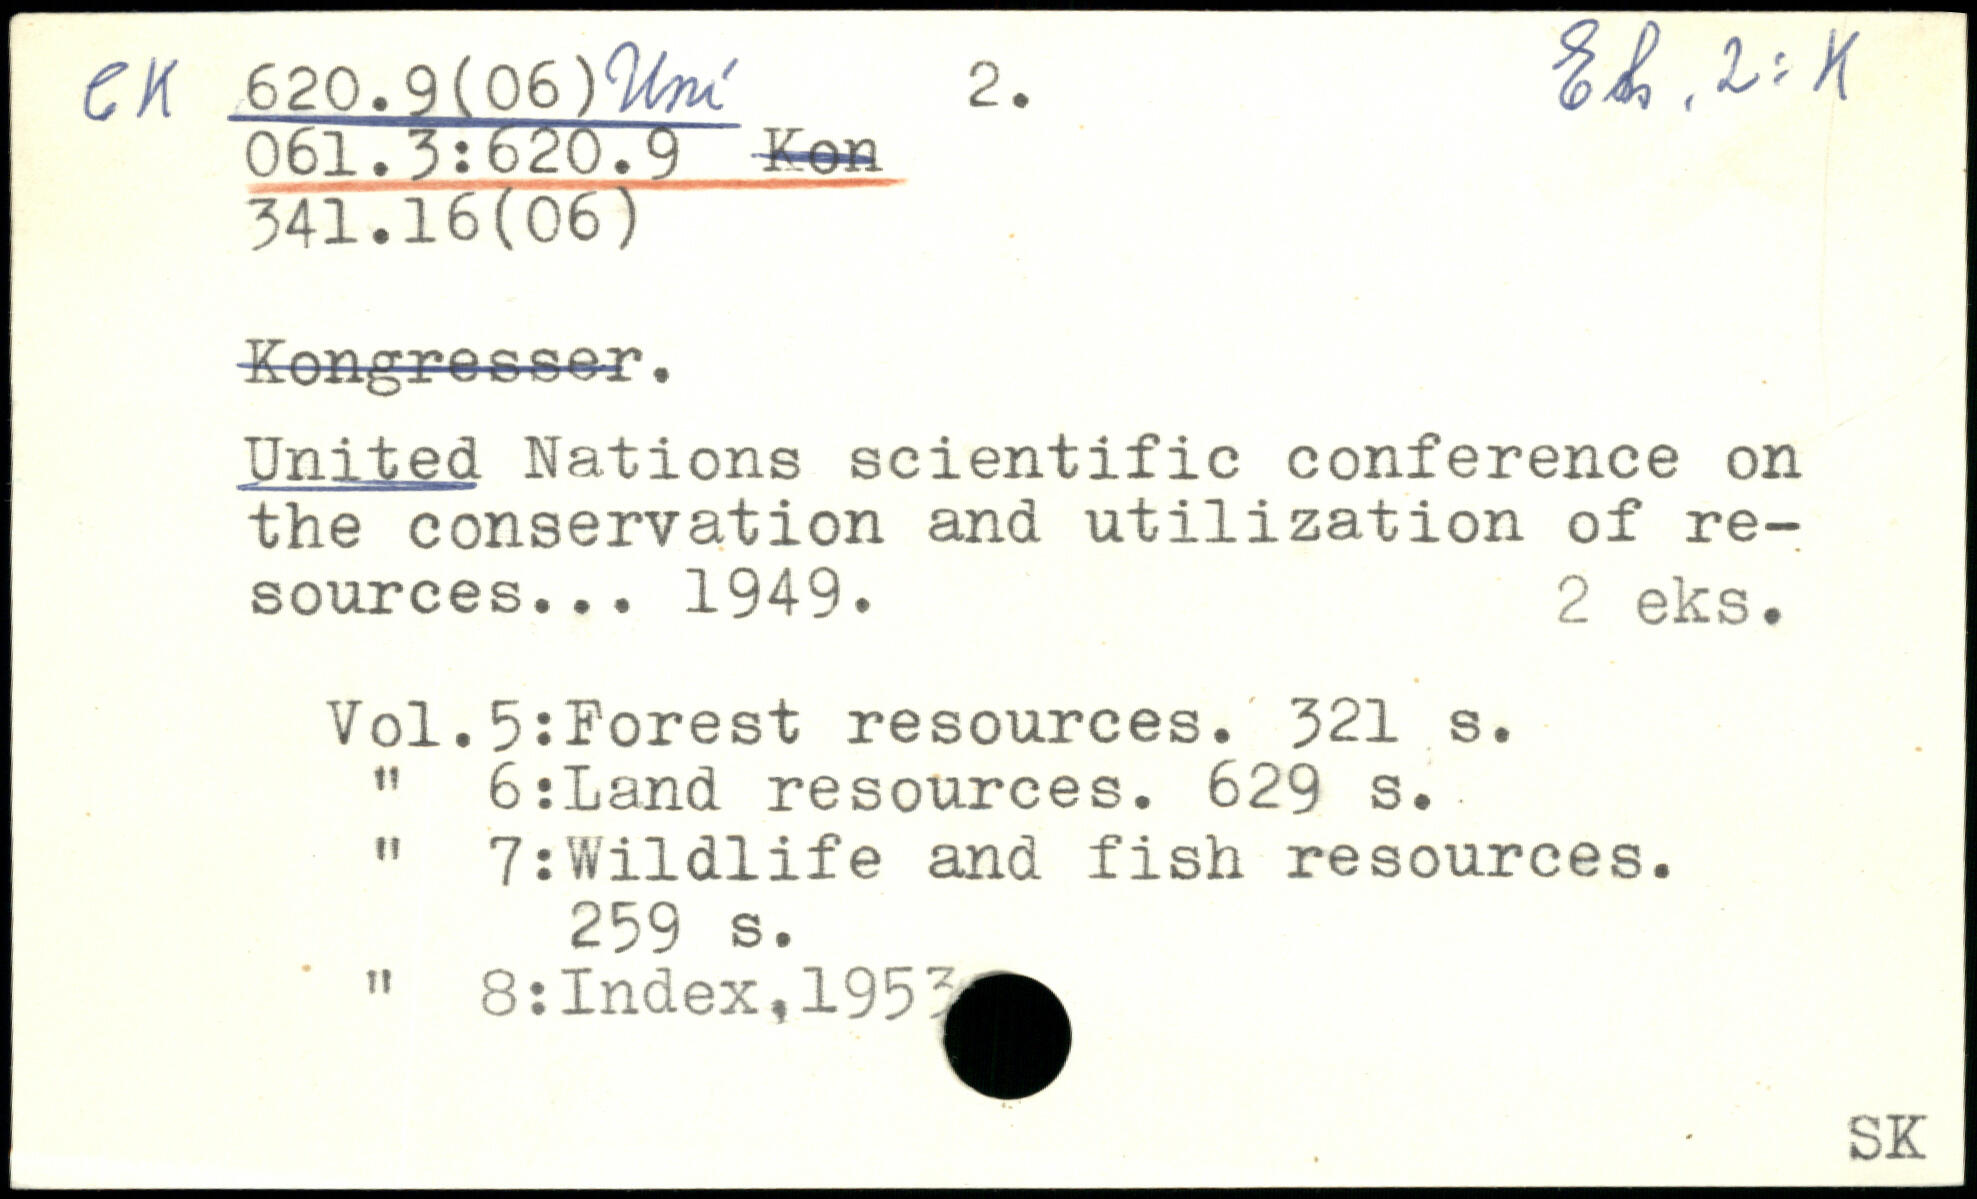 CK 620.9(06) Uni 2. Eks. 2: K
061.3:620.9 Kon
341.16(06)
Kongresser.
United Nations scientific conference on
the conservation and utilization of re-
sources... 1949. 2 eks.
Vol.5:Forest resources. 321 s.
" 6:Land resources. 629 s.
" 7:Wildlife and fish resources.
259 s.
" 8:Index,1953
SK